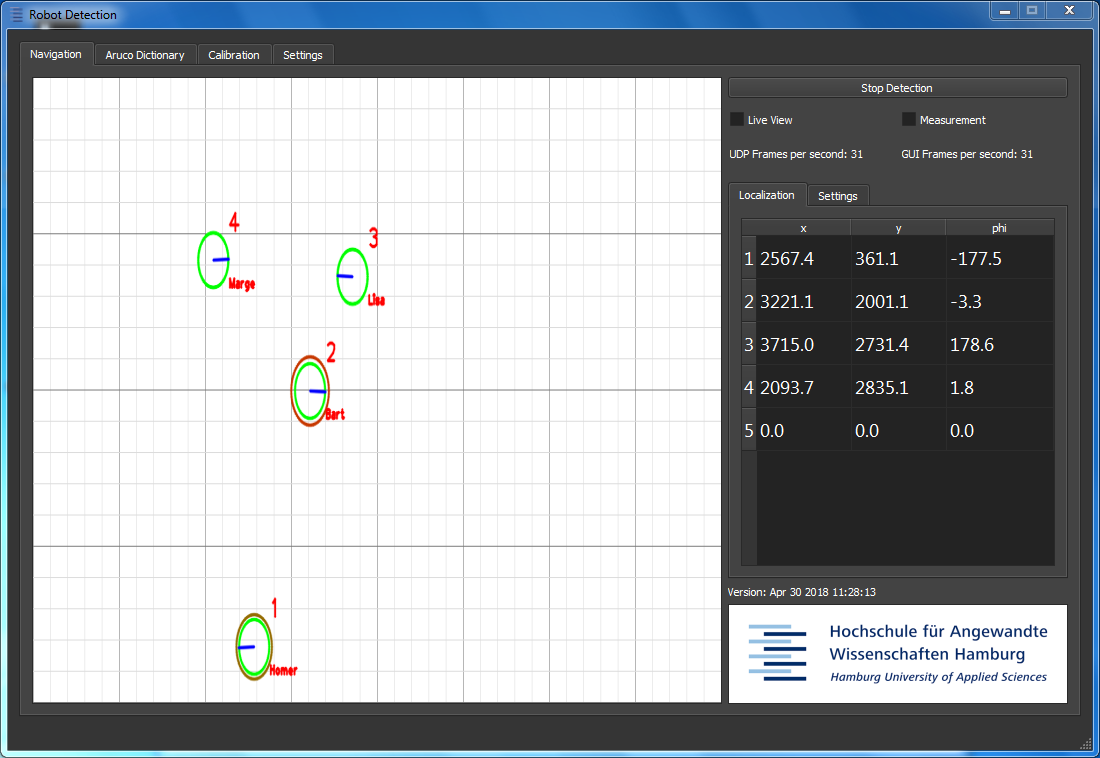 Robot Detection
Navigation Aruco Dictionary Calibration Settings
Stop Detection
Live View Measurement
UDP Frames per second: 31 GUI Frames per second: 31
Localization Settings
x y phi
1 2567.4 361.1 -177.5
2 3221.1 2001.1 -3.3
3 3715.0 2731.4 178.6
4 2093.7 2835.1 1.8
5 0.0 0.0 0.0
4
Marge
3
Lisa
2
Bart
1
Homer
Version: Apr 30 2018 11:28:13
Hochschule für Angewandte
Wissenschaften Hamburg
Hamburg University of Applied Sciences